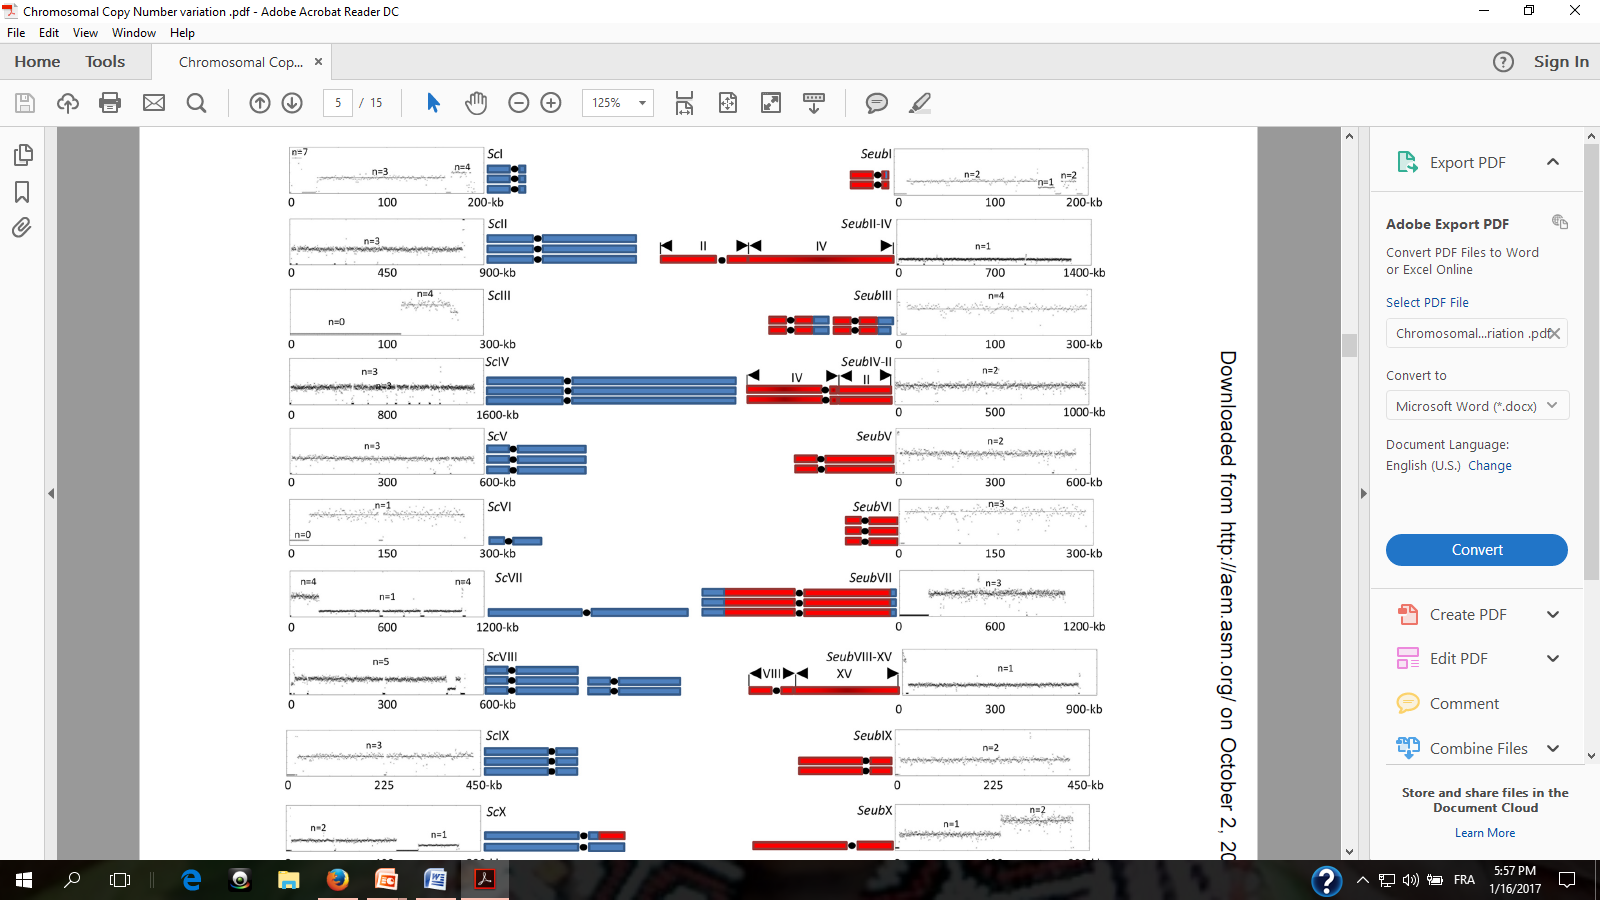 Chromosomal Copy Number variation .pdf - Adobe Acrobat Reader DC
File Edit View Window Help
Home Tools Chromosomal Cop... × ? Sign In
5 / 15 125%
n=7 n=3 n=4 ScI
0 100 200-kb
SeubI n=2 n=1 n=2
0 100 200-kb
n=3 ScII
0 450 900-kb
SeubII-IV II IV n=1
0 700 1400-kb
n=0 n=4 ScIII
0 100 300-kb
SeubIII n=4
0 100 300-kb
n=3 n=3 ScIV
0 800 1600-kb
SeubIV-II IV II n=2
0 500 1000-kb
n=3 ScV
0 300 600-kb
SeubV n=2
0 300 600-kb
n=0 n=1 ScVI
0 150 300-kb
SeubVI n=3
0 150 300-kb
n=4 n=1 n=4 ScVII
0 600 1200-kb
SeubVII n=3
0 600 1200-kb
n=5 ScVIII
0 300 600-kb
SeubVIII-XV VIII XV n=1
0 300 900-kb
n=3 ScIX
0 225 450-kb
SeubIX n=2
0 225 450-kb
n=2 n=1 ScX
SeubX n=1 n=2
Downloaded from http://aem.asm.org/ on October 2, 20
Export PDF
Adobe Export PDF
Convert PDF Files to Word
or Excel Online
Select PDF File
Chromosomal...riation .pdf
Convert to
Microsoft Word (*.docx)
Document Language:
English (U.S.) Change
Convert
Create PDF
Edit PDF
Comment
Combine Files
Store and share files in the
Document Cloud
Learn More
FRA
5:57 PM
1/16/2017